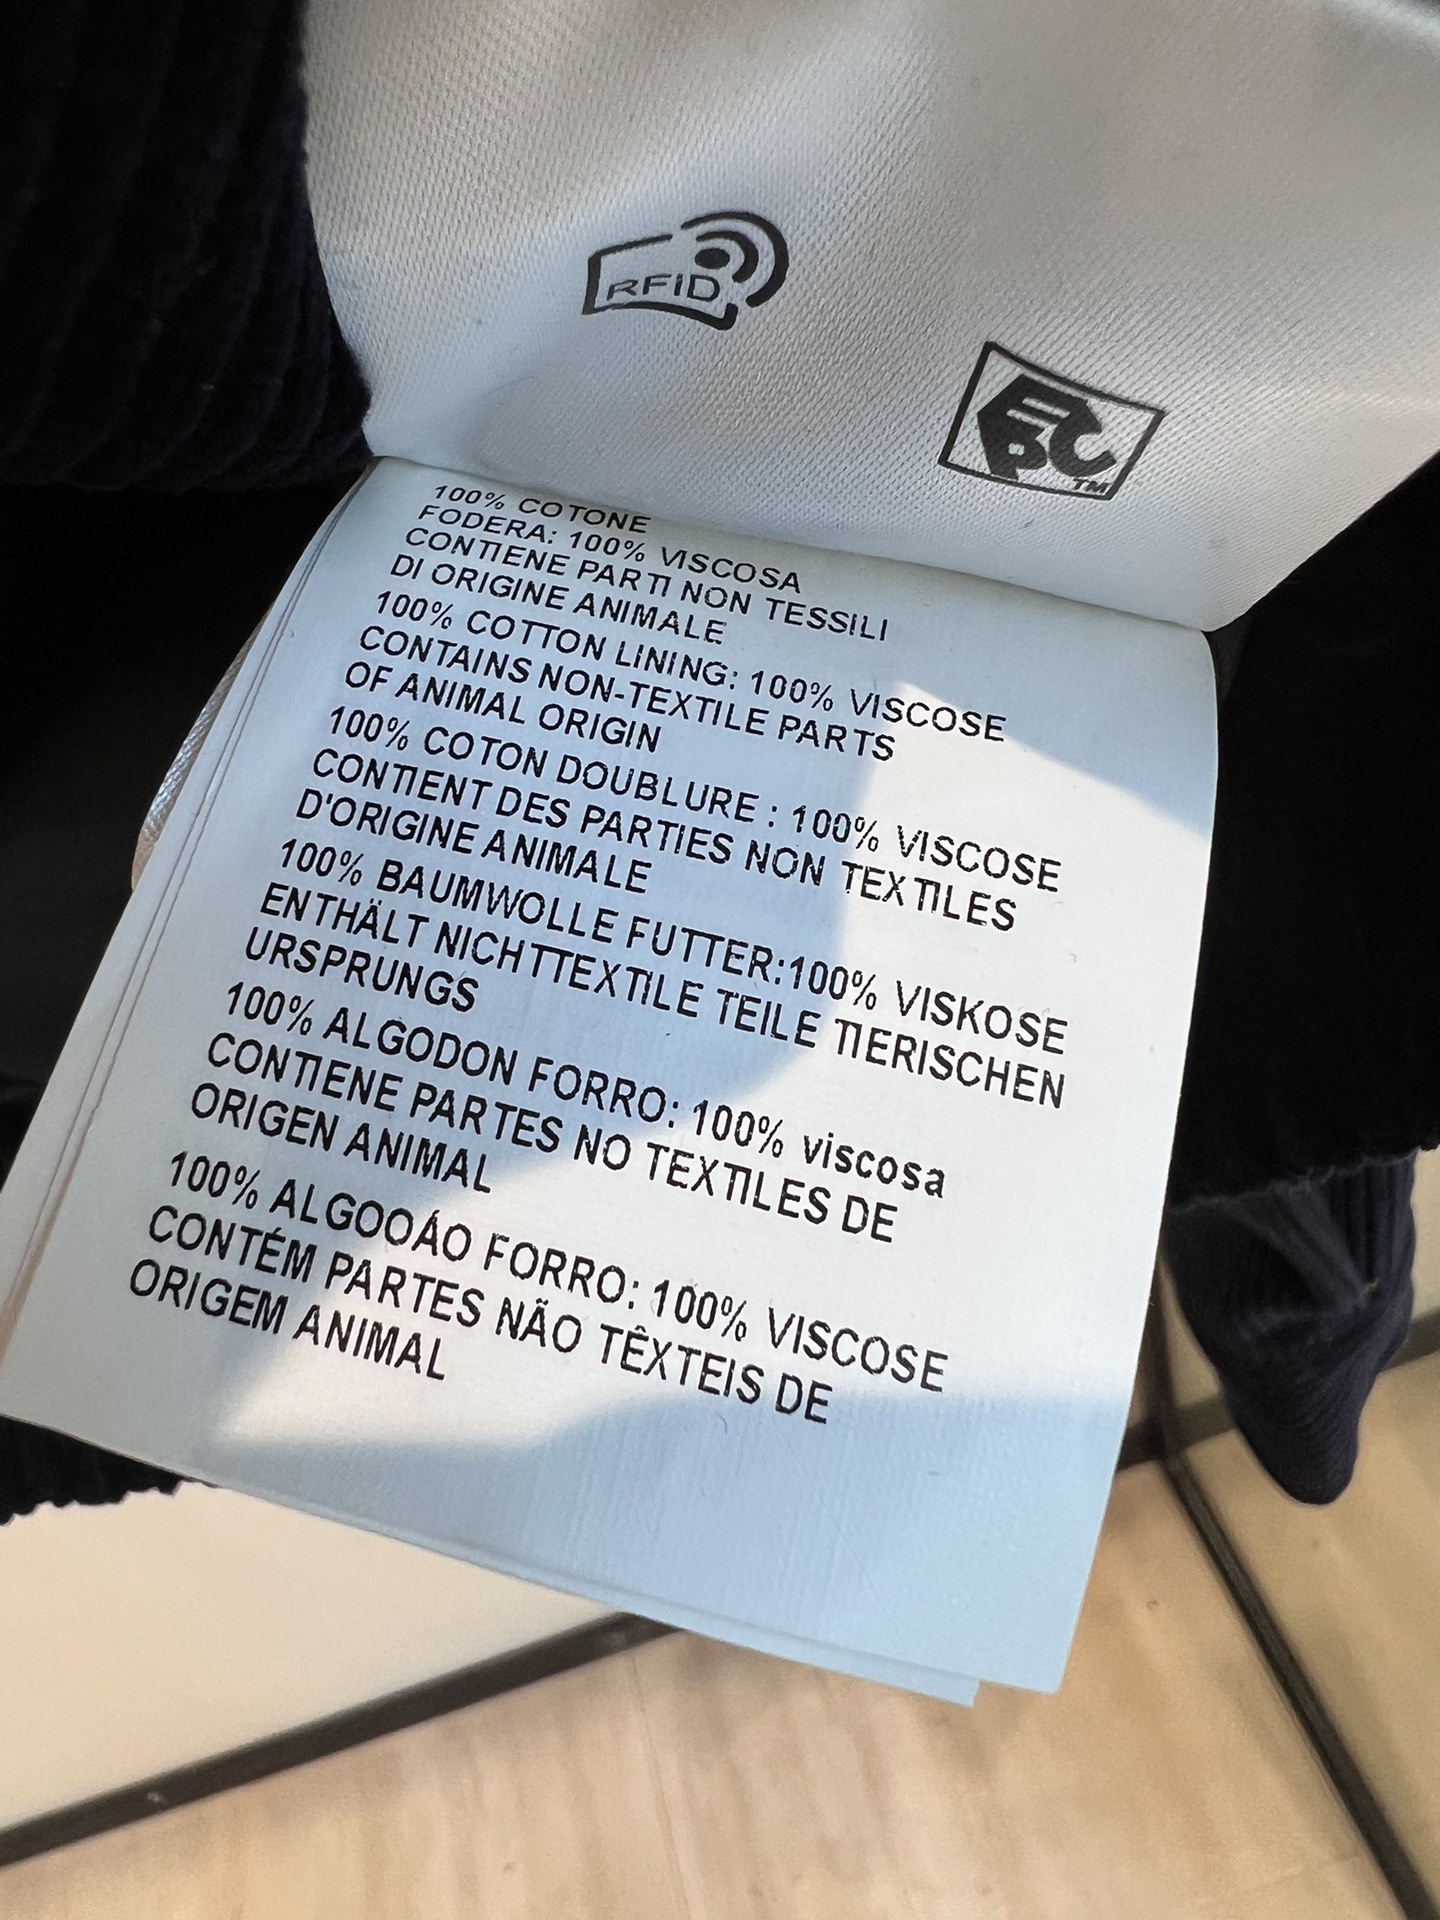 RFID
EPC
TM
100% COTONE
FODERA: 100% VISCOSA
CONTIENE PARTI NON TESSILI
DI ORIGINE ANIMALE
100% COTTON LINING: 100% VISCOSE
CONTAINS NON-TEXTILE PARTS
OF ANIMAL ORIGIN
100% COTON DOUBLURE : 100% VISCOSE
CONTIENT DES PARTIES NON TEXTILES
D'ORIGINE ANIMALE
100% BAUMWOLLE FUTTER:100% VISKOSE
ENTHÄLT NICHTTEXTILE TEILE TIERISCHEN
URSPRUNGS
100% ALGODON FORRO: 100% viscosa
CONTIENE PARTES NO TEXTILES DE
ORIGEN ANIMAL
100% ALGOOÁO FORRO: 100% VISCOSE
CONTÉM PARTES NÃO TÊXTEIS DE
ORIGEM ANIMAL